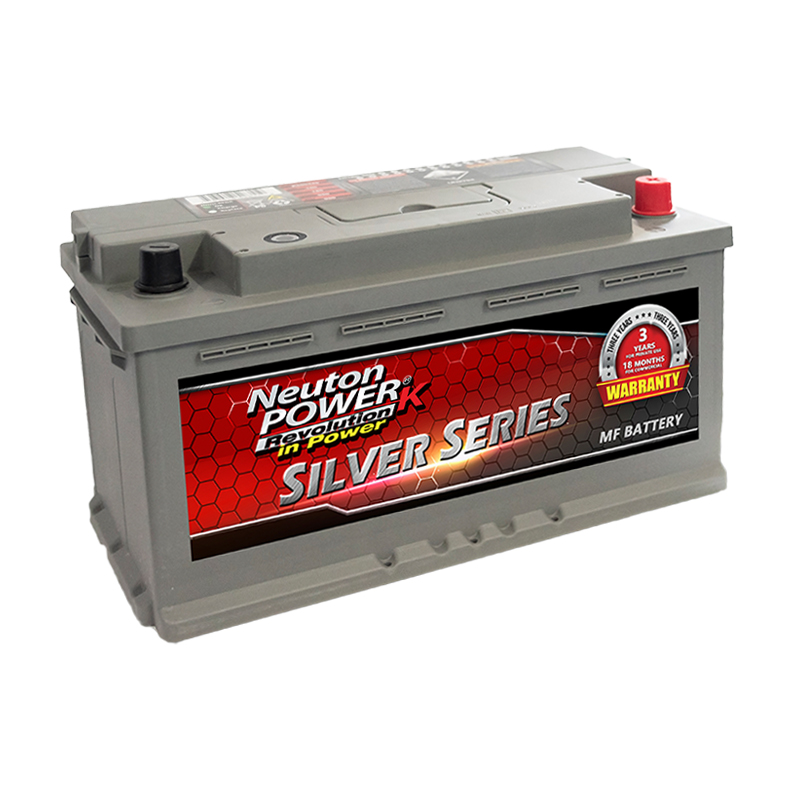 Neuton
POWER®K
Revolution
in Power
SILVER SERIES
THREE YEARS ★★★ THREE YEARS
3
YEARS
FOR PRIVATE USE
18 MONTHS
FOR COMMERCIAL
WARRANTY
MF BATTERY